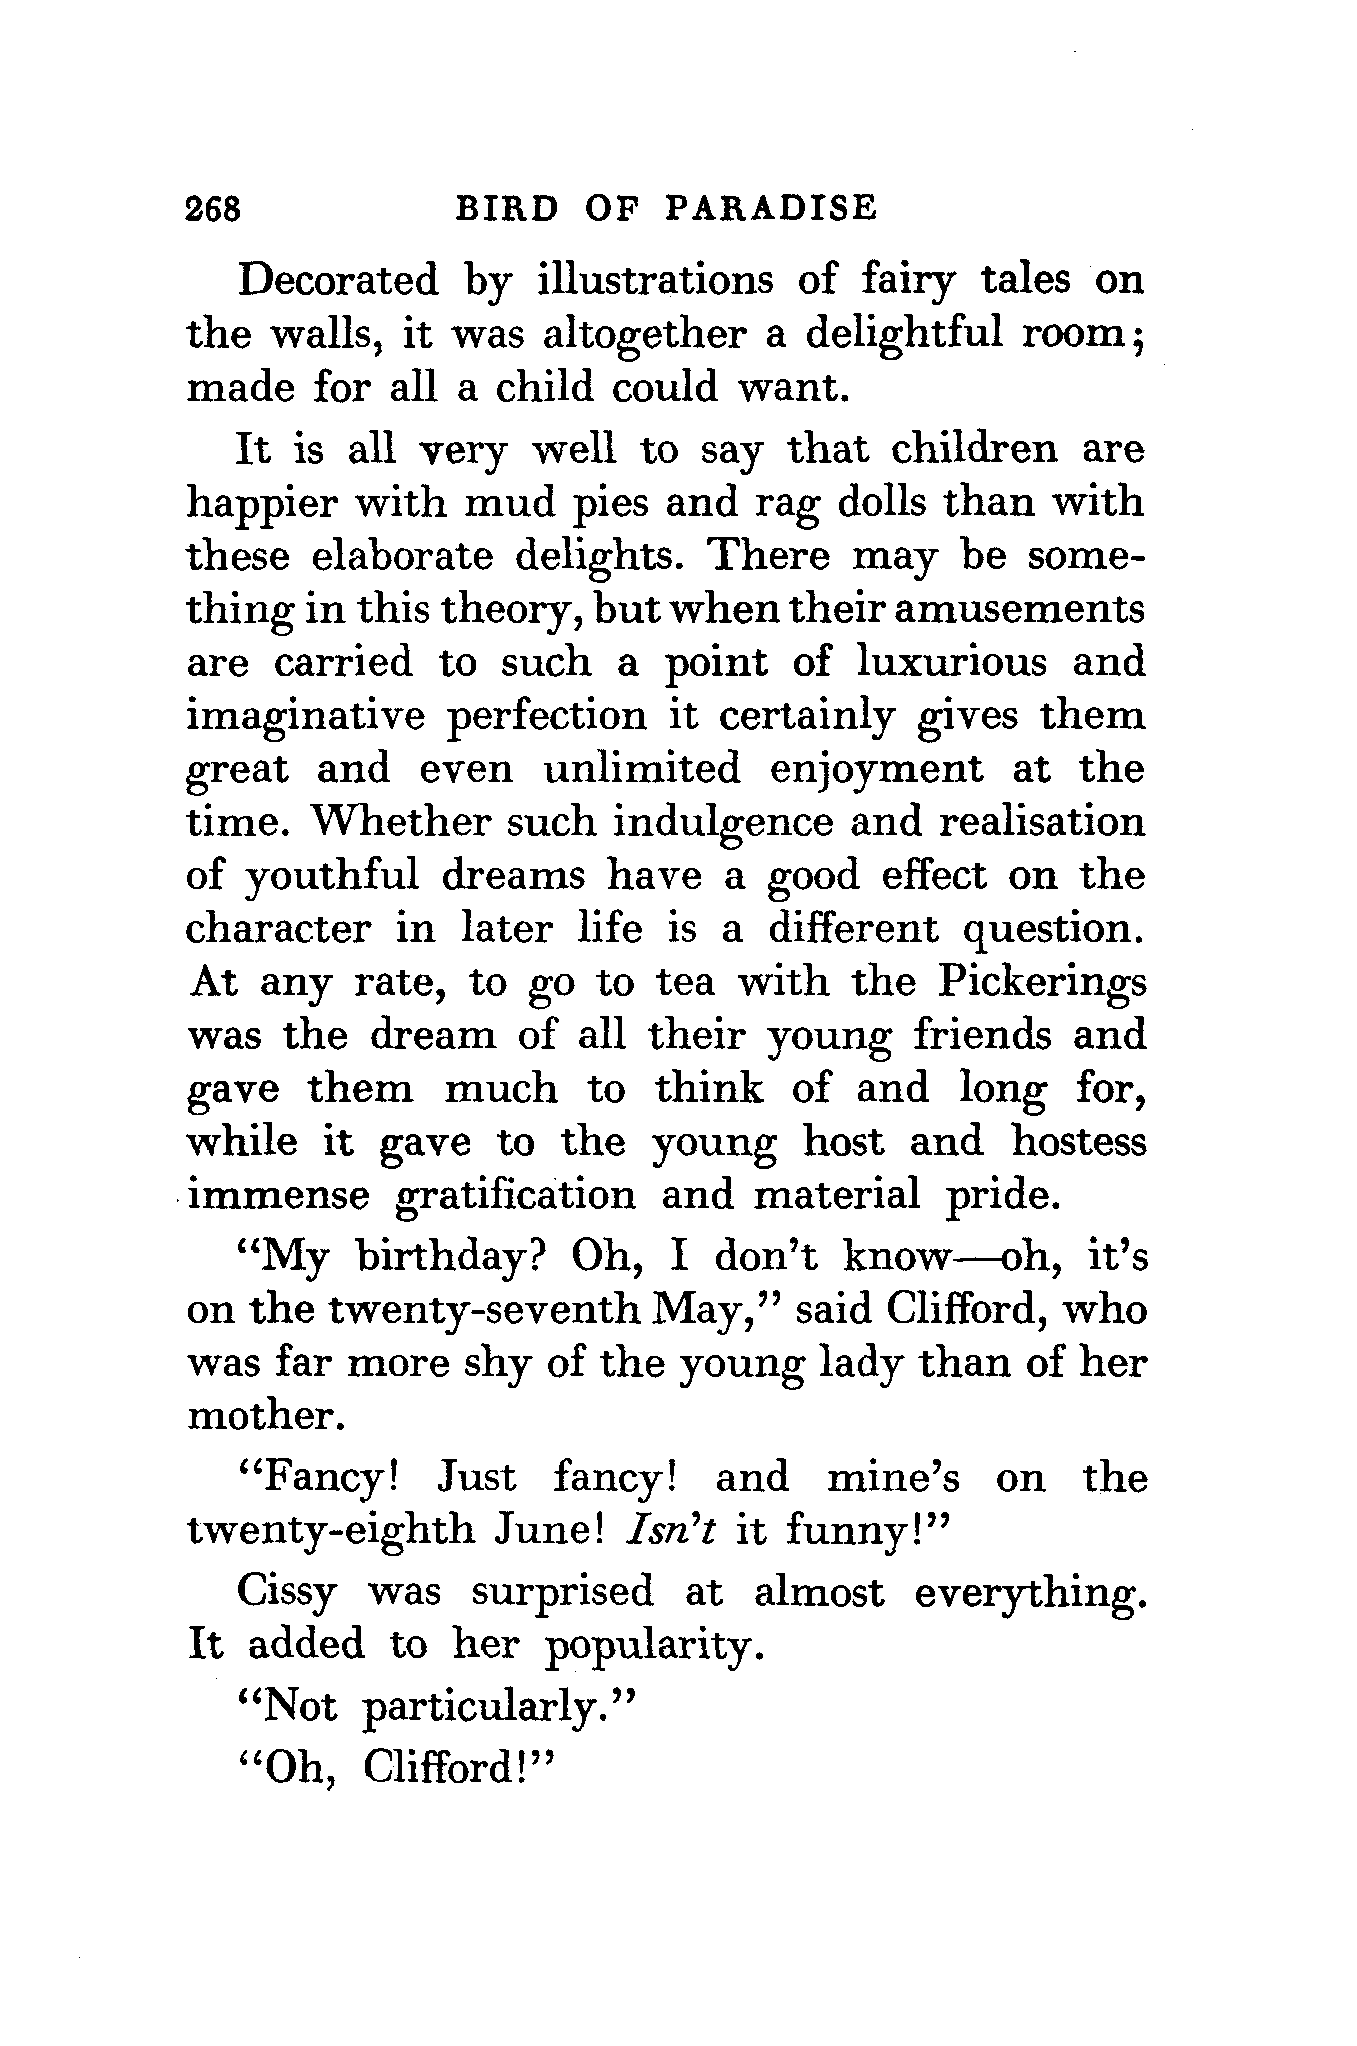 268 BIRD OF PARADISE
Decorated by illustrations of fairy tales on
the walls, it was altogether a delightful room;
made for all a child could want.
It is all very well to say that children are
happier with mud pies and rag dolls than with
these elaborate delights. There may be some-
thing in this theory, but when their amusements
are carried to such a point of luxurious and
imaginative perfection it certainly gives them
great and even unlimited enjoyment at the
time. Whether such indulgence and realisation
of youthful dreams have a good effect on the
character in later life is a different question.
At any rate, to go to tea with the Pickerings
was the dream of all their young friends and
gave them much to think of and long for,
while it gave to the young host and hostess
immense gratification and material pride.
“My birthday? Oh, I don’t know—oh, it’s
on the twenty-seventh May,” said Clifford, who
was far more shy of the young lady than of her
mother.
“Fancy! Just fancy! and mine’s on the
twenty-eighth June! Isn’t it funny!”
Cissy was surprised at almost everything.
It added to her popularity.
“Not particularly.”
“Oh, Clifford!”